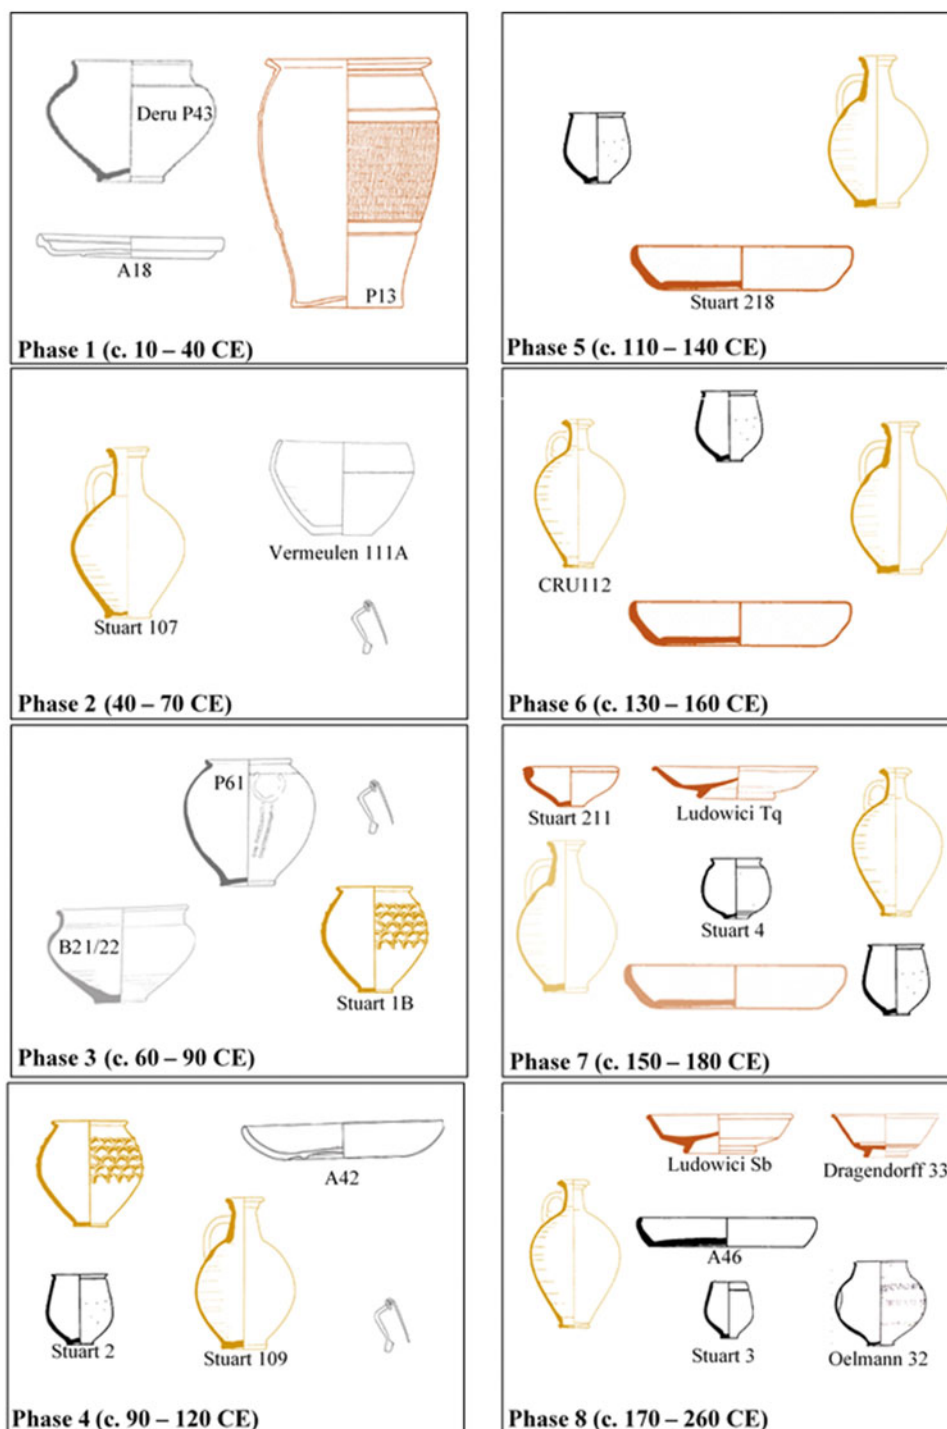 Deru P43
A18
P13
Phase 1 (c. 10 – 40 CE)
Stuart 107
Vermeulen 111A
Phase 2 (40 – 70 CE)
P61
B21/22
Stuart 1B
Phase 3 (c. 60 – 90 CE)
A42
Stuart 2
Stuart 109
Phase 4 (c. 90 – 120 CE)
Stuart 218
Phase 5 (c. 110 – 140 CE)
CRU112
Phase 6 (c. 130 – 160 CE)
Stuart 211
Ludowici Tq
Stuart 4
Phase 7 (c. 150 – 180 CE)
Ludowici Sb
Dragendorff 33
A46
Stuart 3
Oelmann 32
Phase 8 (c. 170 – 260 CE)